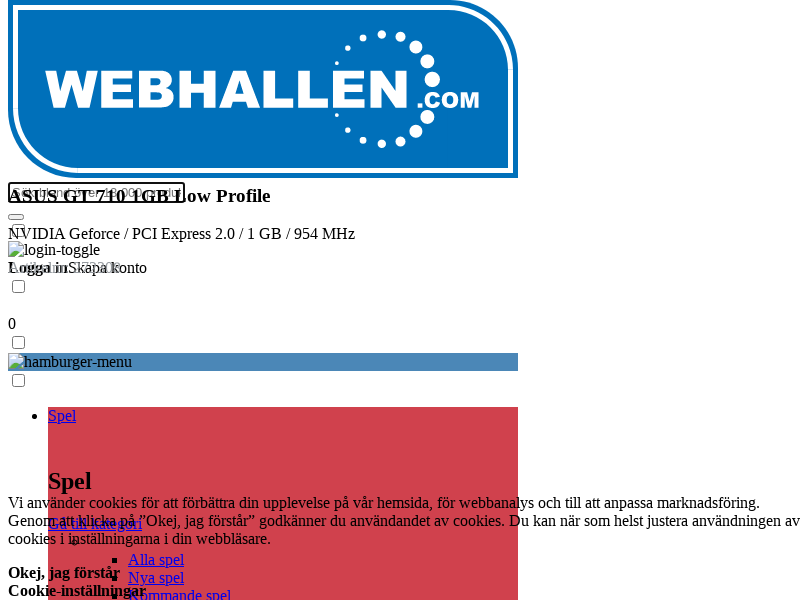 WEBHALLEN.COM
ASUS GT 710 1GB Low Profile
NVIDIA Geforce / PCI Express 2.0 / 1 GB / 954 MHz
login-toggle
Logga in Skapa konto
0
hamburger-menu
Spel
Spel
Vi använder cookies för att förbättra din upplevelse på vår hemsida, för webbanalys och till att anpassa marknadsföring.
Genom att klicka på ”Okej, jag förstår” godkänner du användandet av cookies. Du kan när som helst justera användningen av
Gå till kategori
cookies i inställningarna i din webbläsare.
Alla spel
Okej, jag förstår
Nya spel
Cookie-inställningar
Kommande spel